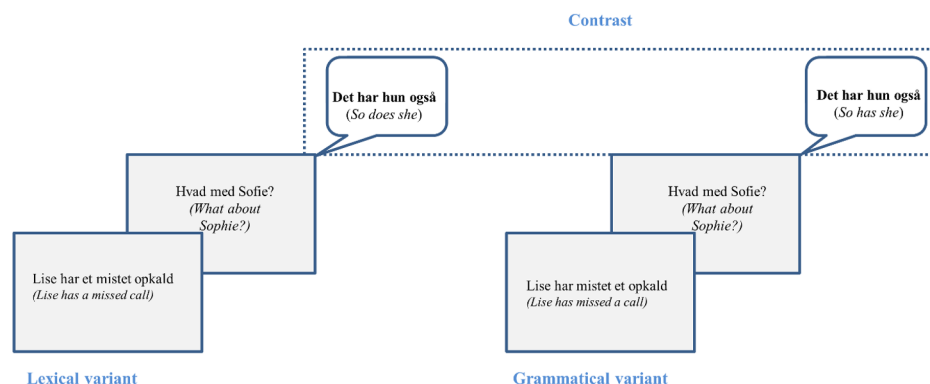 Contrast
Det har hun også
(So does she)
Det har hun også
(So has she)
Hvad med Sofie?
(What about
Sophie?)
Hvad med Sofie?
(What about
Sophie?)
Lise har et mistet opkald
(Lise has a missed call)
Lise har mistet et opkald
(Lise has missed a call)
Lexical variant
Grammatical variant